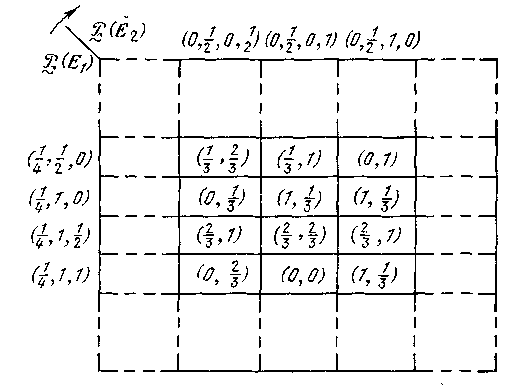 𝒫(Ē₂) (0,1/2,0,1/2) (0,1/2,0,1) (0,1/2,1,0)
𝒫(E₁)
(1/4,1/2,0) (1/3,2/3) (1/3,1) (0,1)
(1/4,1,0) (0,1/3) (1,1/3) (1,1/3)
(1/4,1,1/2) (2/3,1) (2/3,2/3) (2/3,1)
(1/4,1,1) (0,2/3) (0,0) (1,1/3)